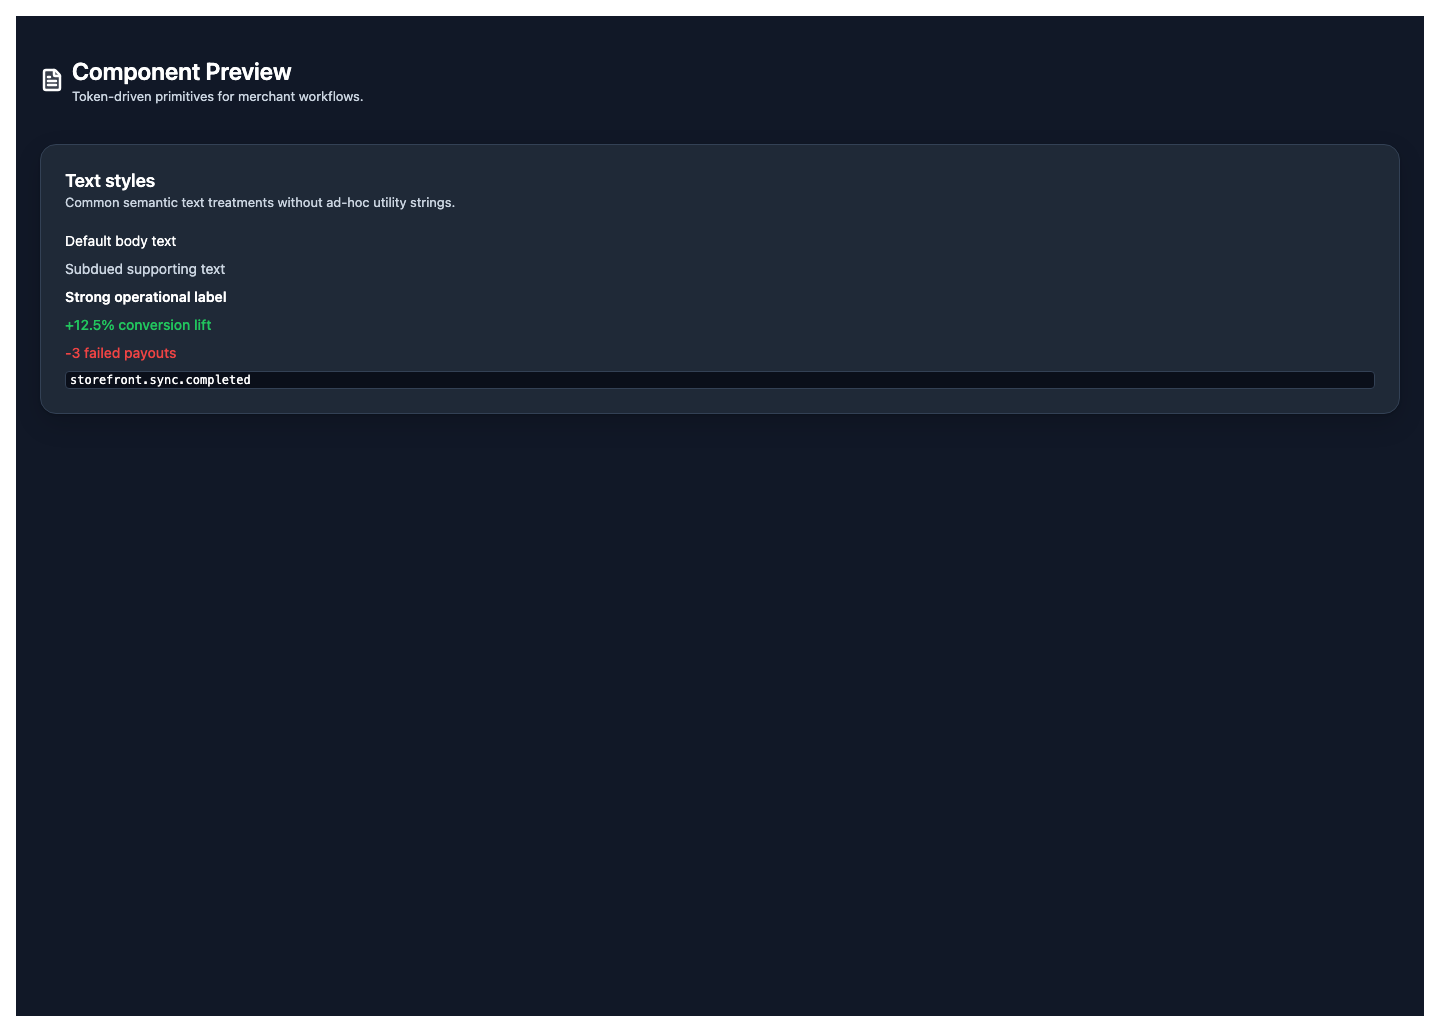 Component Preview
Token-driven primitives for merchant workflows.
Text styles
Common semantic text treatments without ad-hoc utility strings.
Default body text
Subdued supporting text
Strong operational label
+12.5% conversion lift
-3 failed payouts
storefront.sync.completed